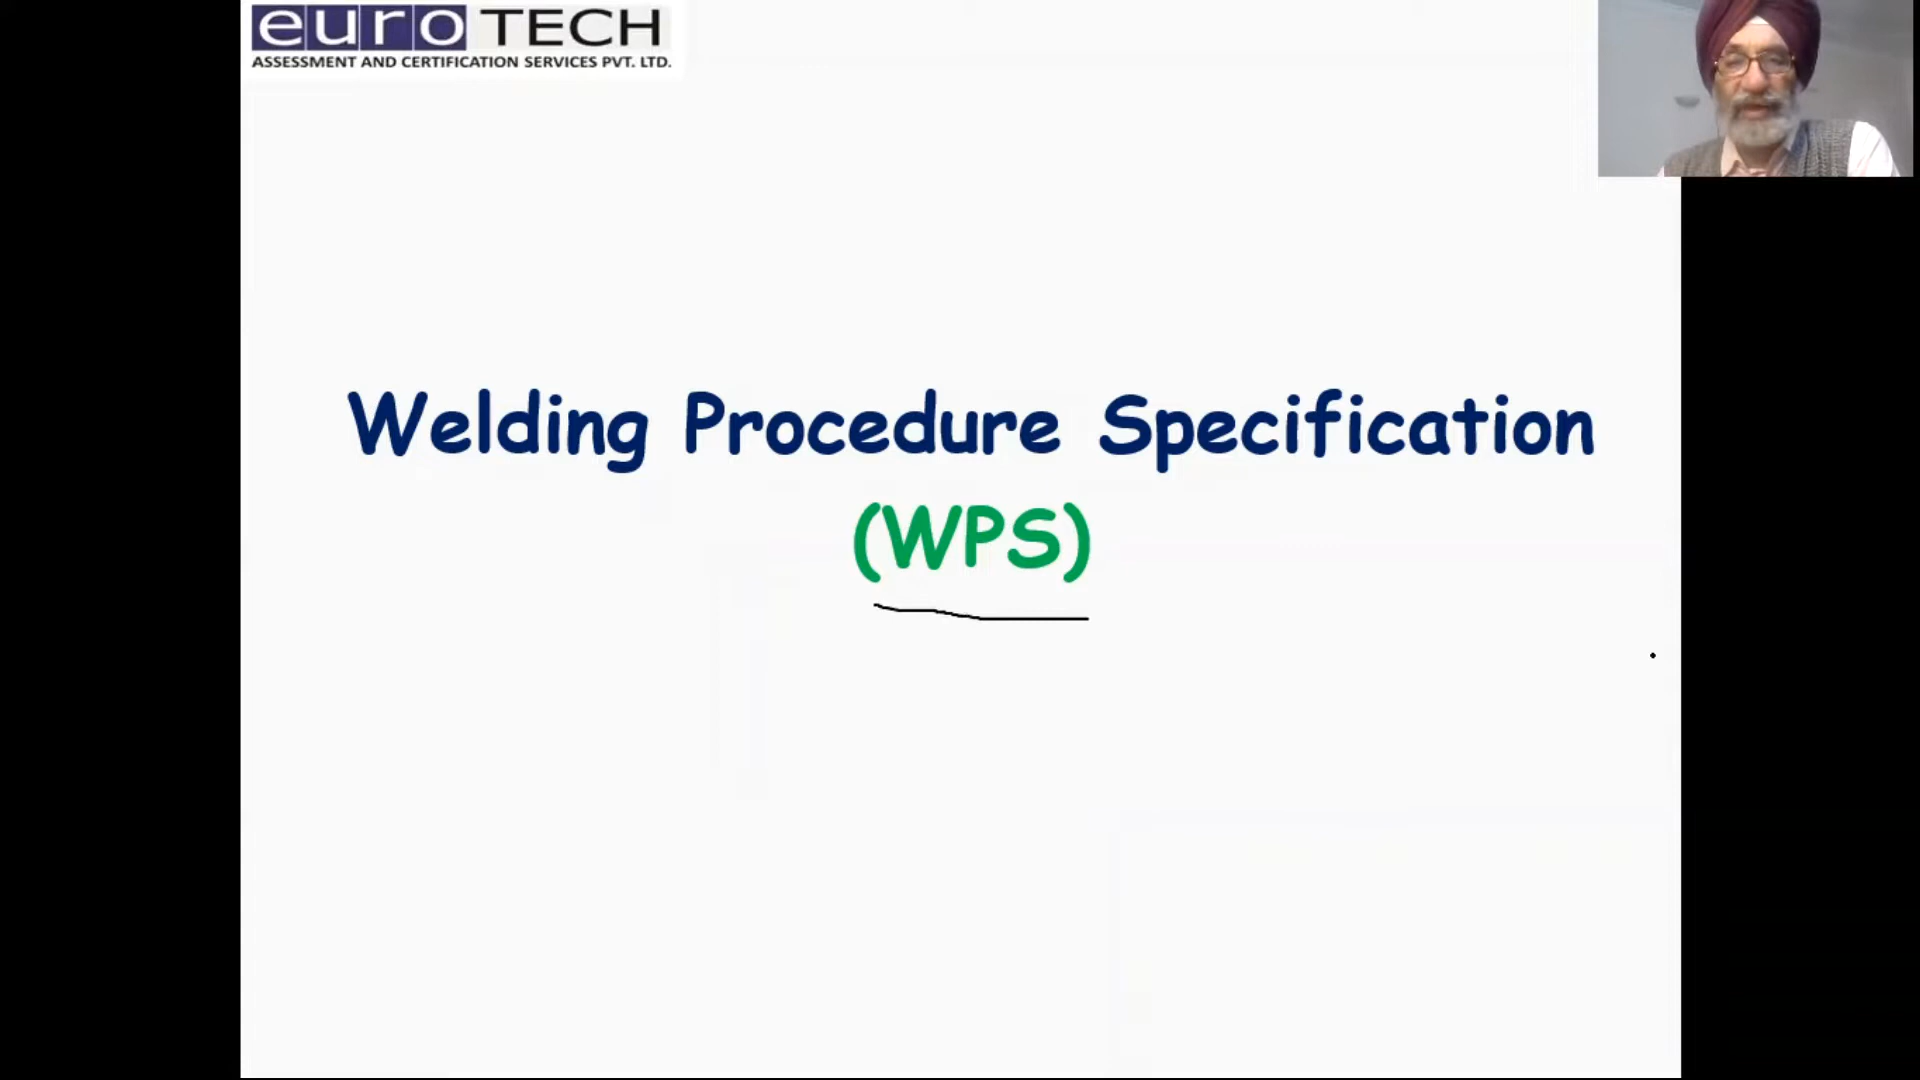 euro TECH
ASSESSMENT AND CERTIFICATION SERVICES PVT. LTD.
Welding Procedure Specification
(WPS)